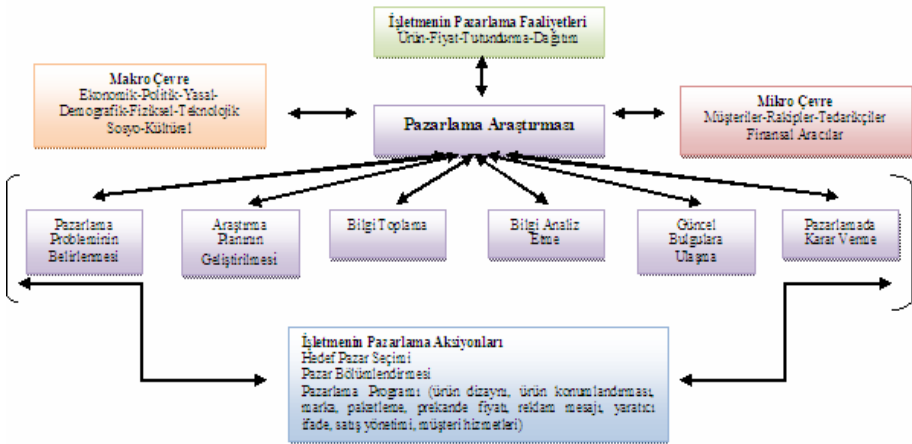 İşletmenin Pazarlama Faaliyetleri
Ürün-Fiyat-Tutundurma-Dağıtım
Makro Çevre
Ekonomik-Politik-Yasal-
Demografik-Fiziksel-Teknolojik
Sosyo-Kültürel
Pazarlama Araştırması
Mikro Çevre
Müşteriler-Rakipler-Tedarikçiler
Finansal Aracılar
Pazarlama
Probleminin
Belirlenmesi
Araştırma
Planının
Geliştirilmesi
Bilgi Toplama
Bilgi Analiz
Etme
Güncel
Bulgulara
Ulaşma
Pazarlamada
Karar Verme
İşletmenin Pazarlama Aksiyonları
Hedef Pazar Seçimi
Pazar Bölümlendirmesi
Pazarlama Programı (ürün dizaynı, ürün konumlandırması,
marka, paketleme, prekande fiyatı, reklam mesajı, yaratıcı
ifade, satış yönetimi, müşteri hizmetleri)